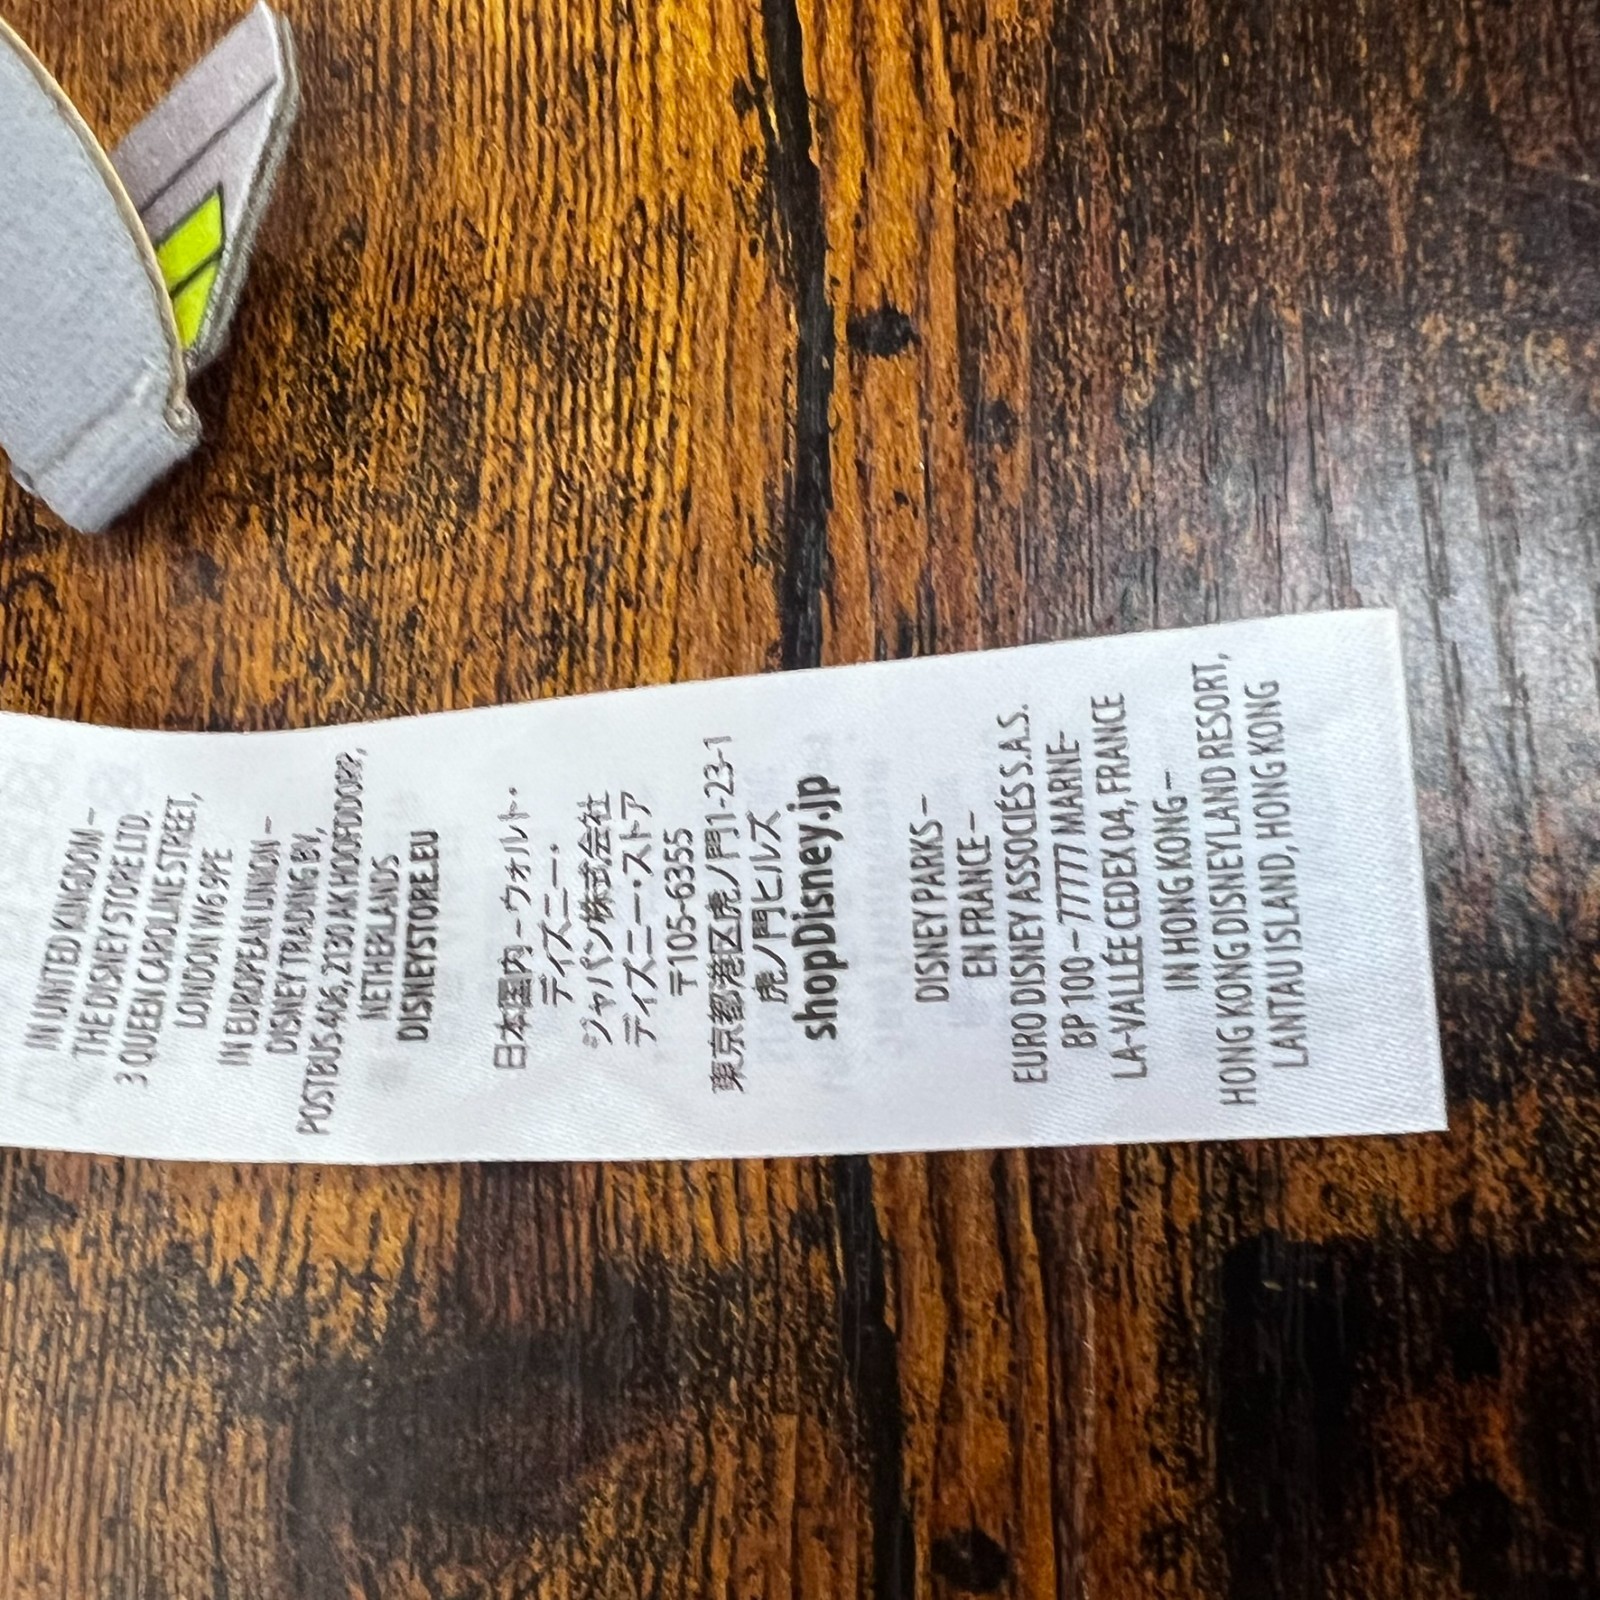 IN UNITED KINGDOM –
THE DISNEY STORE LTD.
3 QUEEN CAROLINE STREET,
LONDON W6 9PE
IN EUROPEAN UNION –
DISNEY TRADING BV,
POSTBUS 406, 2130 AK HOOFDDORP,
NETHERLANDS
DISNEYSTORE.EU
日本国内–ウォルト・
ディズニー・
ジャパン株式会社
ディズニー・ストア
〒105-6355
東京都港区虎ノ門1-23-1
虎ノ門ヒルズ
shopDisney.jp
DISNEY PARKS–
EN FRANCE–
EURO DISNEY ASSOCIÉS S.A.S.
BP 100 – 77777 MARNE-
LA-VALLÉE CEDEX 04, FRANCE
IN HONG KONG–
HONG KONG DISNEYLAND RESORT,
LANTAU ISLAND, HONG KONG